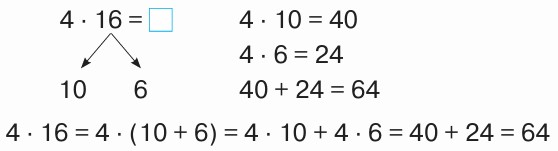 4 · 16 = □
10 6
4 · 10 = 40
4 · 6 = 24
40 + 24 = 64
4 · 16 = 4 · (10 + 6) = 4 · 10 + 4 · 6 = 40 + 24 = 64